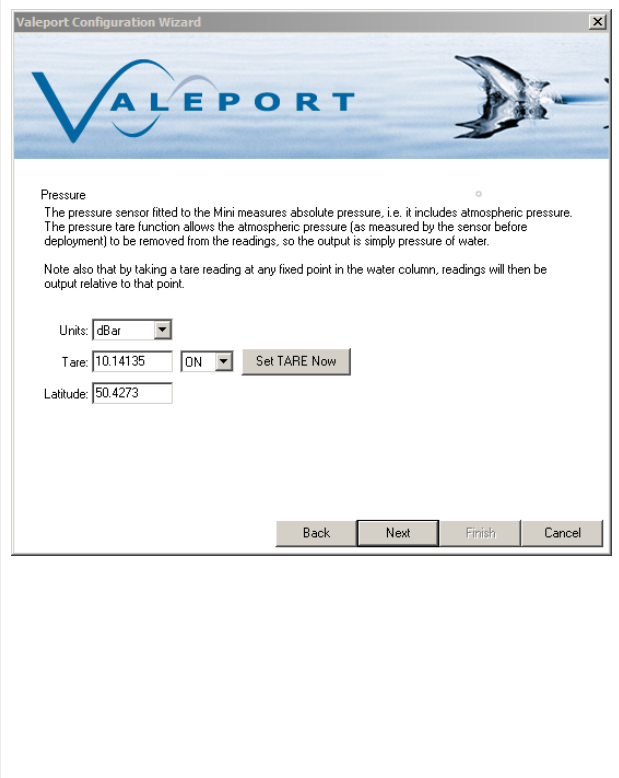 Valeport Configuration Wizard
VALEPORT
Pressure
The pressure sensor fitted to the Mini measures absolute pressure, i.e. it includes atmospheric pressure.
The pressure tare function allows the atmospheric pressure (as measured by the sensor before
deployment) to be removed from the readings, so the output is simply pressure of water.
Note also that by taking a tare reading at any fixed point in the water column, readings will then be
output relative to that point.
Units: dBar
Tare: 10.14135 ON Set TARE Now
Latitude: 50.4273
Back Next Finish Cancel